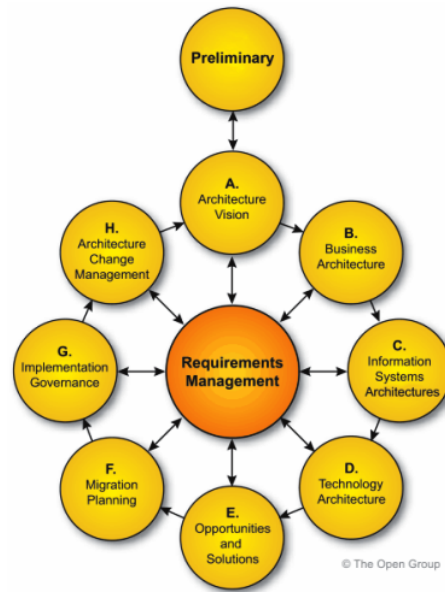 Preliminary
A.
Architecture
Vision
H.
Architecture
Change
Management
B.
Business
Architecture
G.
Implementation
Governance
Requirements
Management
C.
Information
Systems
Architectures
F.
Migration
Planning
D.
Technology
Architecture
E.
Opportunities
and
Solutions
© The Open Group